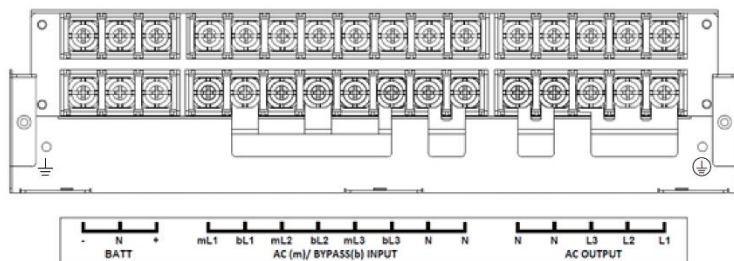 - N + mL1 bL1 mL2 bL2 mL3 bL3 N N N N L3 L2 L1
BATT AC (m)/ BYPASS(b) INPUT AC OUTPUT